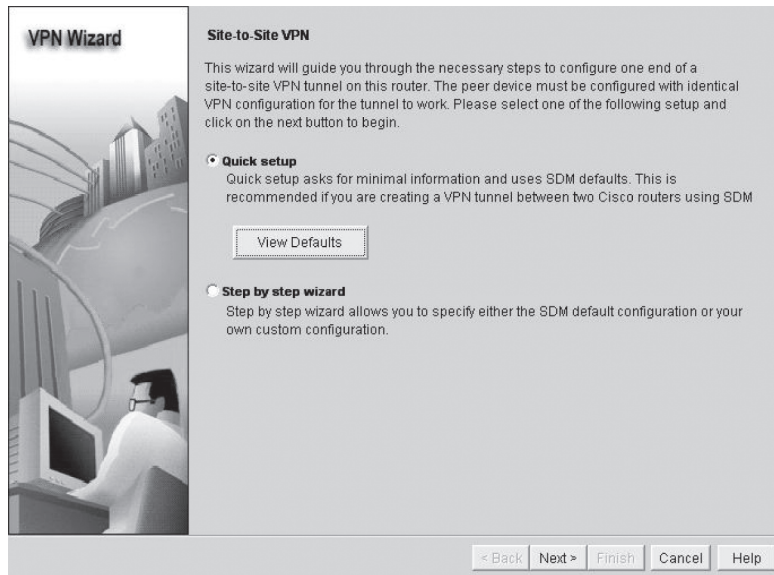 VPN Wizard
Site-to-Site VPN
This wizard will guide you through the necessary steps to configure one end of a
site-to-site VPN tunnel on this router. The peer device must be configured with identical
VPN configuration for the tunnel to work. Please select one of the following setup and
click on the next button to begin.
Quick setup
Quick setup asks for minimal information and uses SDM defaults. This is
recommended if you are creating a VPN tunnel between two Cisco routers using SDM
View Defaults
Step by step wizard
Step by step wizard allows you to specify either the SDM default configuration or your
own custom configuration.
< Back Next > Finish Cancel Help